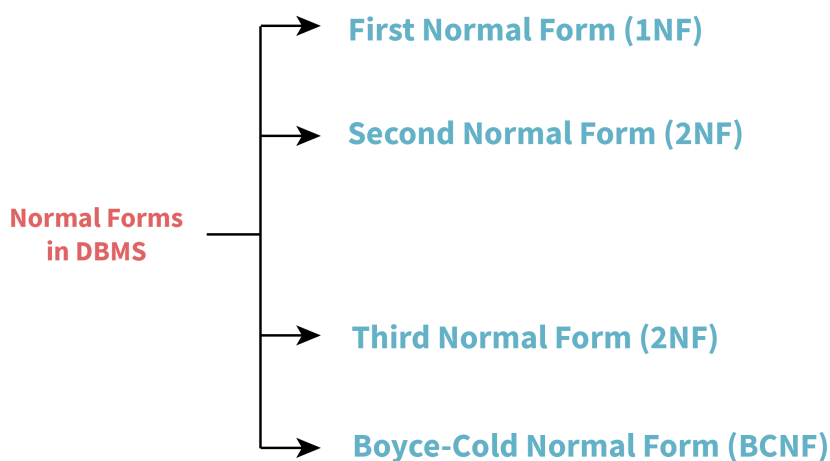 First Normal Form (1NF)
Second Normal Form (2NF)
Normal Forms
in DBMS
Third Normal Form (2NF)
Boyce-Cold Normal Form (BCNF)